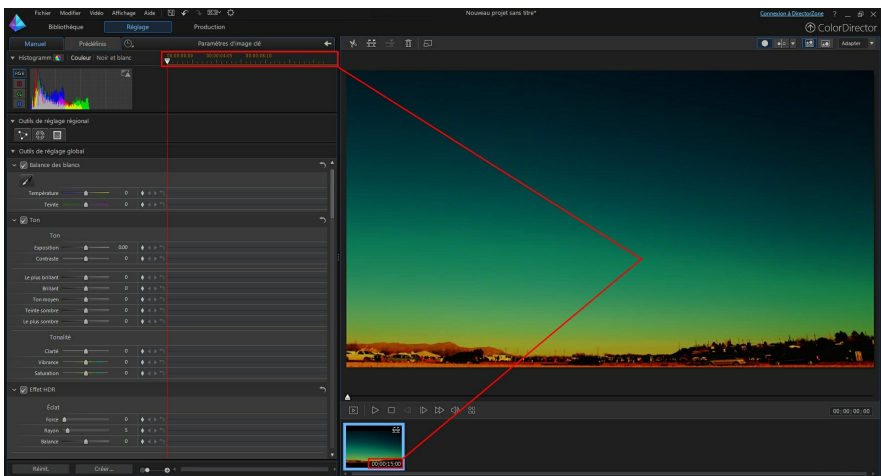 Fichier Modifier Vidéo Affichage Aide
Nouveau projet sans titre*
Connexion à DirectorZone ?
Bibliothèque Réglage Production
ColorDirector
Manuel Prédéfinis Paramètres d'image clé
Adapter
Histogramm Couleur Noir et blanc
RGB
R
G
B
Outils de réglage régional
Outils de réglage global
Balance des blancs
Température 0
Teinte 0
Ton
Ton
Exposition 0.00
Contraste 0
Le plus brillant 0
Brillant 0
Ton moyen 0
Teinte sombre 0
Le plus sombre 0
Tonalité
Clarté 0
Vibrance 0
Saturation 0
Effet HDR
Éclat
Force 0
Rayon 5
Balance 0
00;00;00;00
00;00;15;00
Réinit. Créer...